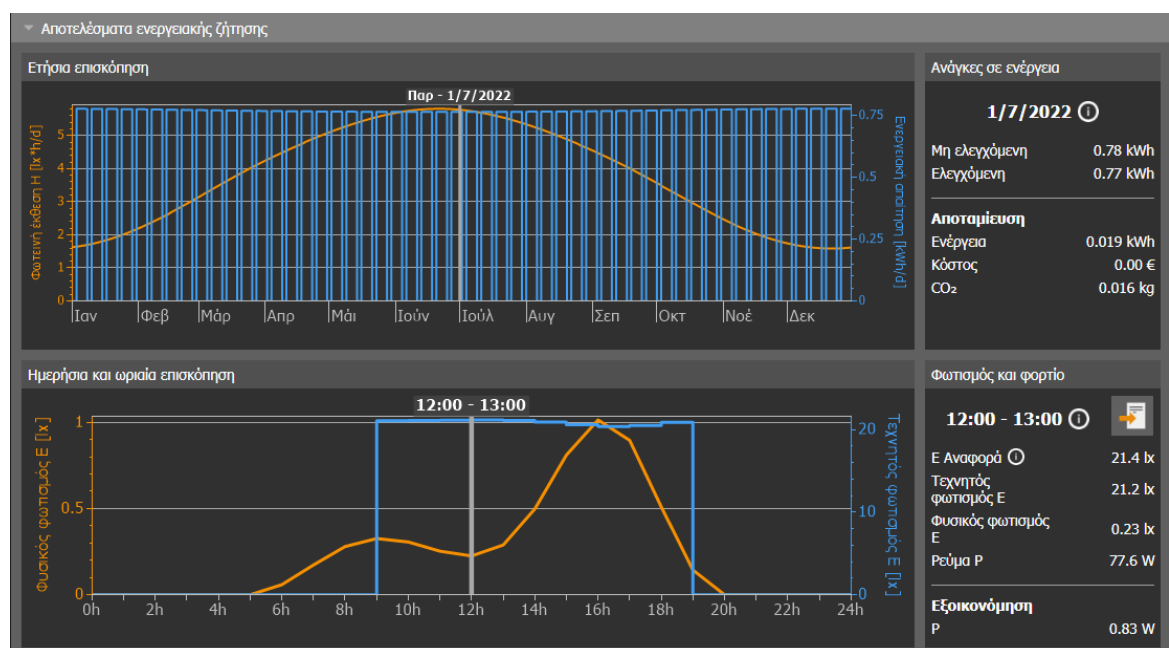 Αποτελέσματα ενεργειακής ζήτησης
Ετήσια επισκόπηση
Παρ - 1/7/2022
Φωτεινή έκθεση H [lx*h/d]
5
4
3
2
1
0
0.75
0.5
0.25
0
Ενεργειακή απαίτηση [kWh/d]
Ιαν Φεβ Μάρ Απρ Μάι Ιούν Ιούλ Αυγ Σεπ Οκτ Νοέ Δεκ
Ανάγκες σε ενέργεια
1/7/2022
Μη ελεγχόμενη 0.78 kWh
Ελεγχόμενη 0.77 kWh
Αποταμίευση
Ενέργεια 0.019 kWh
Κόστος 0.00 €
CO₂ 0.016 kg
Ημερήσια και ωριαία επισκόπηση
12:00 - 13:00
Φυσικός φωτισμός E [lx]
1
0.5
0
20
10
0
Τεχνητός φωτισμός E [lx]
0h 2h 4h 6h 8h 10h 12h 14h 16h 18h 20h 22h 24h
Φωτισμός και φορτίο
12:00 - 13:00
E Αναφορά 21.4 lx
Τεχνητός
φωτισμός E 21.2 lx
Φυσικός φωτισμός
E 0.23 lx
Ρεύμα P 77.6 W
Εξοικονόμηση
P 0.83 W